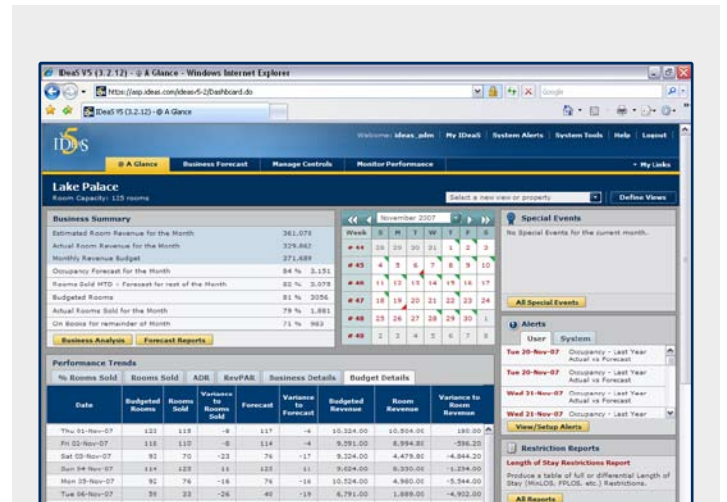 IDeaS V5 (3.2.12) - @ A Glance - Windows Internet Explorer
https://asp.ideas.com/ideasv5-2/Dashboard.do
Google
IDeaS V5 (3.2.12) - @ A Glance
IDeaS 5
Welcome: ideas_pdm | My IDeaS | System Alerts | System Tools | Help | Logout
@ A Glance Business Forecast Manage Controls Monitor Performance My Links
Lake Palace
Room Capacity: 125 rooms
Select a new view or property Define Views
Business Summary
Estimated Room Revenue for the Month 361,078
Actual Room Revenue for the Month 329,862
Monthly Revenue Budget 371,689
Occupancy Forecast for the Month 84 % 3,151
Rooms Sold MTD + Forecast for rest of the Month 82 % 3,078
Budgeted Rooms 81 % 3056
Actual Rooms Sold for Month 79 % 1,881
On Books for remainder of Month 71 % 963
Business Analysis Forecast Reports
November 2007
Week S M T W T F S
# 44 28 29 30 31 1 2 3
# 45 4 5 6 7 8 9 10
# 46 11 12 13 14 15 16 17
# 47 18 19 20 21 22 23 24
# 48 25 26 27 28 29 30 1
# 49 2 3 4 5 6 7 8
Special Events
No Special Events for the current month.
All Special Events
Alerts
User System
Tue 20-Nov-07 Occupancy - Last Year
Actual vs Forecast
Tue 20-Nov-07 Occupancy - Last Year
Actual vs Forecast
Wed 21-Nov-07 Occupancy - Last Year
Actual vs Forecast
Wed 21-Nov-07 Occupancy - Last Year
View/Setup Alerts
Restriction Reports
Length of Stay Restrictions Report
Produce a table of full or differential Length of
Stay (MinLOS, FPLOS, etc.) Restrictions.
All Reports
Performance Trends
% Rooms Sold Rooms Sold ADR RevPAR Business Details Budget Details
Date Budgeted Rooms Rooms Sold Variance to Rooms Sold Forecast Variance to Forecast Budgeted Revenue Room Revenue Variance to Room Revenue
Thu 01-Nov-07 123 115 -8 117 -6 10,324.00 10,504.00 180.00
Fri 02-Nov-07 118 110 -8 114 -4 9,591.00 8,994.80 -596.20
Sat 03-Nov-07 93 70 -23 76 -17 9,324.00 4,479.80 -4,844.20
Sun 04-Nov-07 114 125 11 125 11 9,624.00 8,330.00 -1,294.00
Mon 05-Nov-07 92 76 -16 76 -16 10,524.00 4,980.00 -5,544.00
Tue 06-Nov-07 59 33 -26 40 -19 6,791.00 1,889.00 -4,902.00